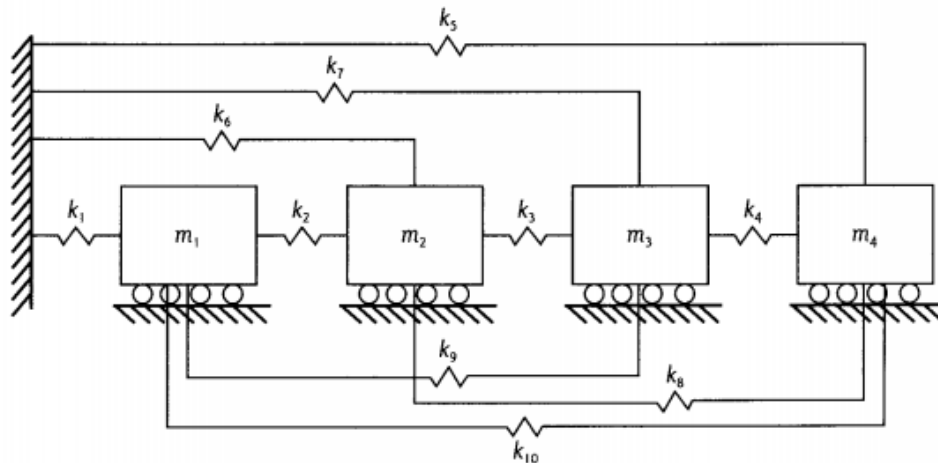 k₅
k₇
k₆
k₁ m₁ k₂ m₂ k₃ m₃ k₄ m₄
k₉
k₈
k₁₀